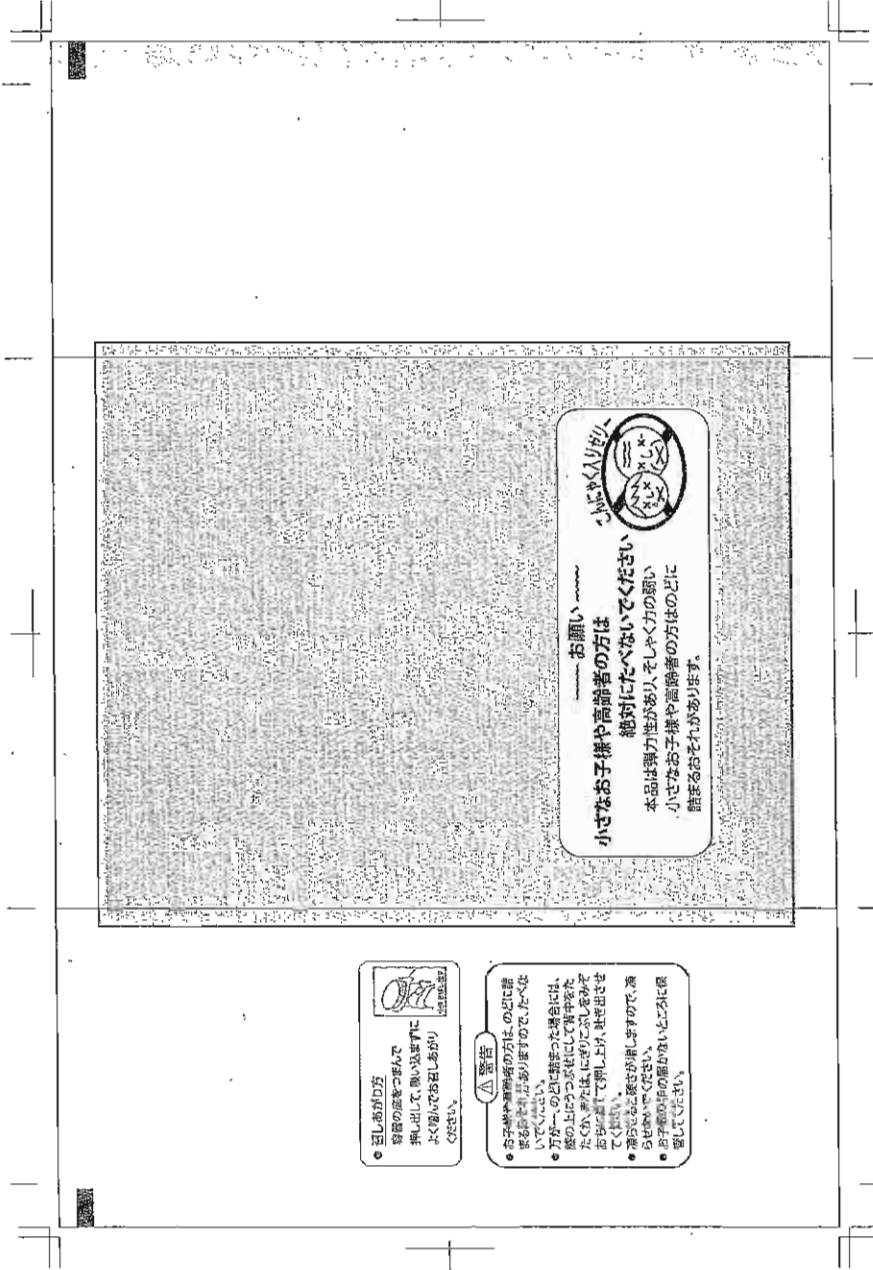 お願い
小さなお子様や高齢者の方は
絶対にたべないでください
本品は弾力性があり、そしゃく力の弱い
小さなお子様や高齢者の方はのどに
詰まるおそれがあります。
こんにゃく入りゼリー
● 召しあがり方
容器の底をつまんで
押し出して、吸い込まずに
よく噛んでお召しあがり
ください。
⚠ 警告
● お子様や高齢者の方は、のどに詰
まるおそれがありますので、たべな
いでください。
● 万が一、のどに詰まった場合には、
膝の上にうつぶせにして背中をた
たくか、または、にぎりこぶしをみぞ
おちに当てて押し上げ、吐き出させ
てください。
● 凍らせると硬さが増しますので、凍
らせないでください。
● お子様の手の届かないところに保
管してください。